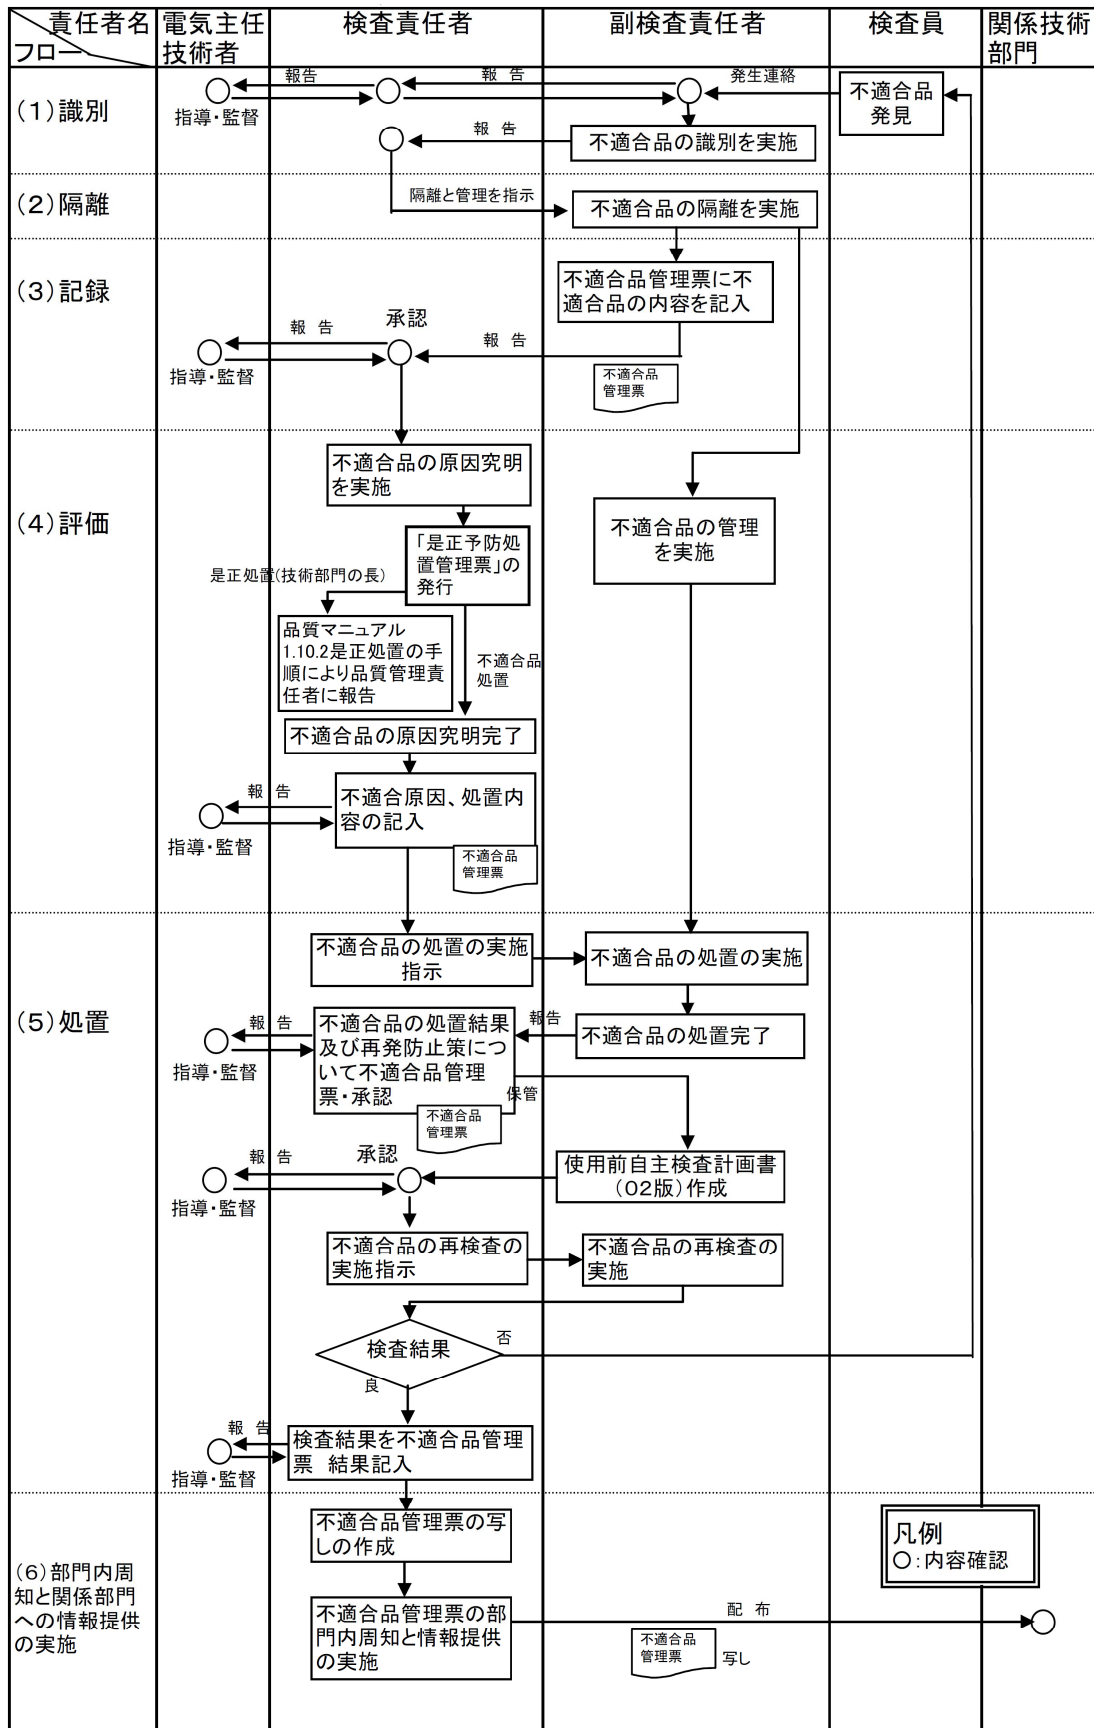 責任者名
フロー
電気主任
技術者
検査責任者
副検査責任者
検査員
関係技術
部門
(1)識別
報告
報 告
発生連絡
指導・監督
不適合品
発見
報 告
不適合品の識別を実施
(2)隔離
隔離と管理を指示
不適合品の隔離を実施
(3)記録
不適合品管理票に不
適合品の内容を記入
報 告
承認
報 告
指導・監督
不適合品
管理票
(4)評価
不適合品の原因究明
を実施
不適合品の管理
を実施
「是正予防処
置管理票」の
発行
是正処置(技術部門の長)
品質マニュアル
1.10.2是正処置の手
順により品質管理責
任者に報告
不適合品
処置
不適合品の原因究明完了
報 告
不適合原因、処置内
容の記入
指導・監督
不適合品
管理票
(5)処置
不適合品の処置の実施
指示
不適合品の処置の実施
報 告
不適合品の処置結果
及び再発防止策につ
いて不適合品管理
票・承認
報告
不適合品の処置完了
指導・監督
保管
不適合品
管理票
報 告
承認
使用前自主検査計画書
(02版)作成
指導・監督
不適合品の再検査の
実施指示
不適合品の再検査の
実施
検査結果
否
良
報 告
検査結果を不適合品管理
票 結果記入
指導・監督
(6)部門内周
知と関係部門
への情報提供
の実施
不適合品管理票の写
しの作成
凡例
○:内容確認
不適合品管理票の部
門内周知と情報提供
の実施
配 布
不適合品
管理票
写し